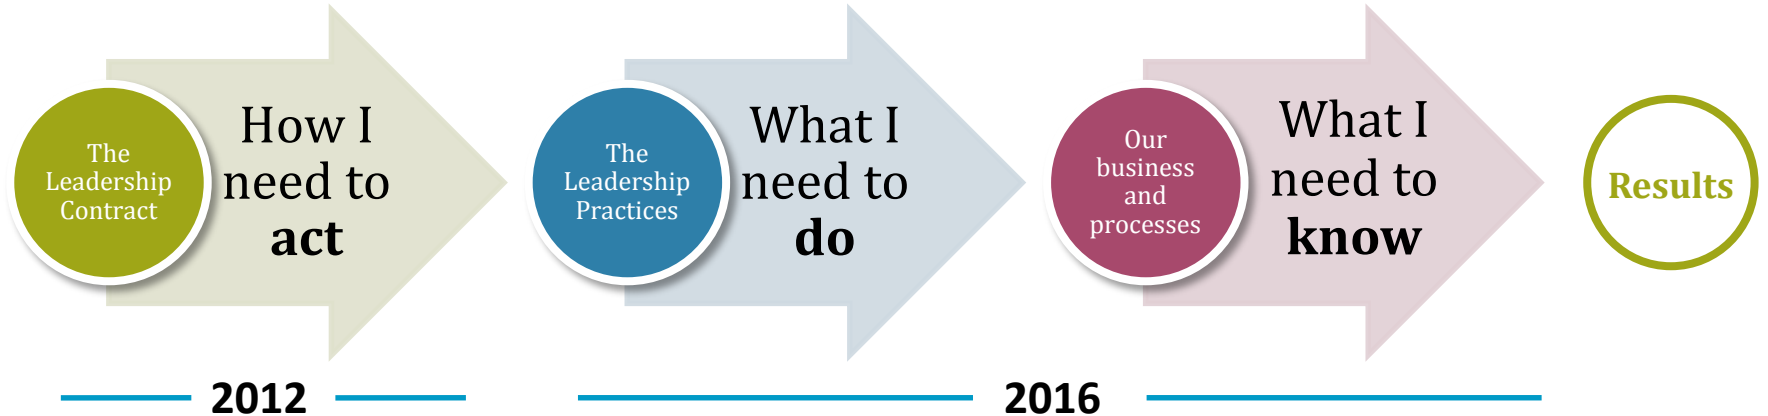 The
Leadership
Contract
How I
need to
act
The
Leadership
Practices
What I
need to
do
Our
business
and
processes
What I
need to
know
Results
2012
2016